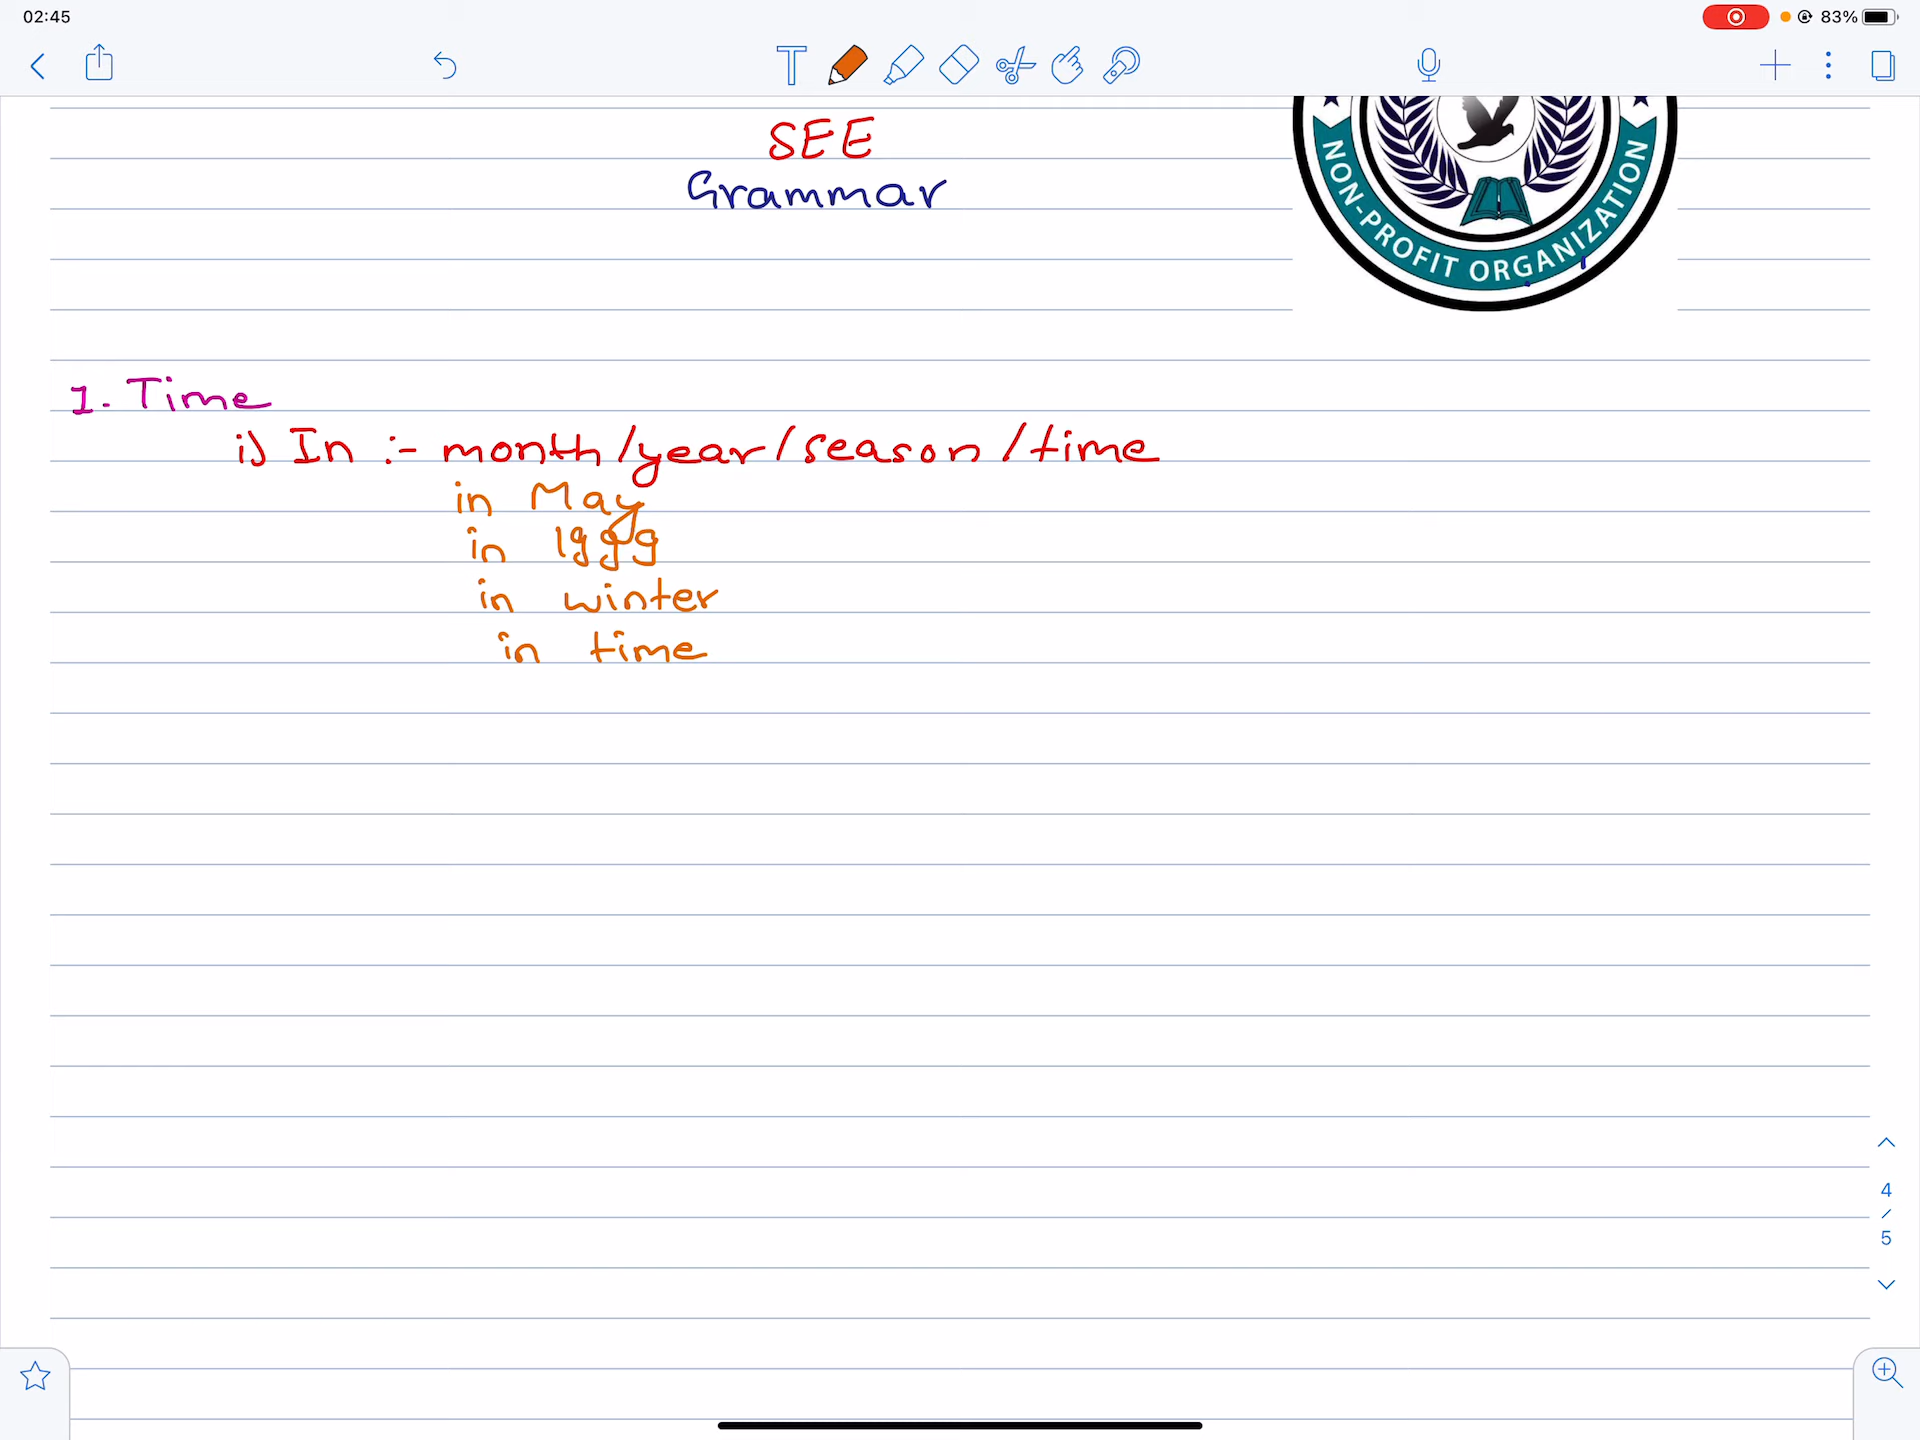 02:45
83%
SEE
Grammar
NON-PROFIT ORGANIZATION
1. Time
i) In :- month/year/season/time
in May
in 1999
in winter
in time
4
/
5